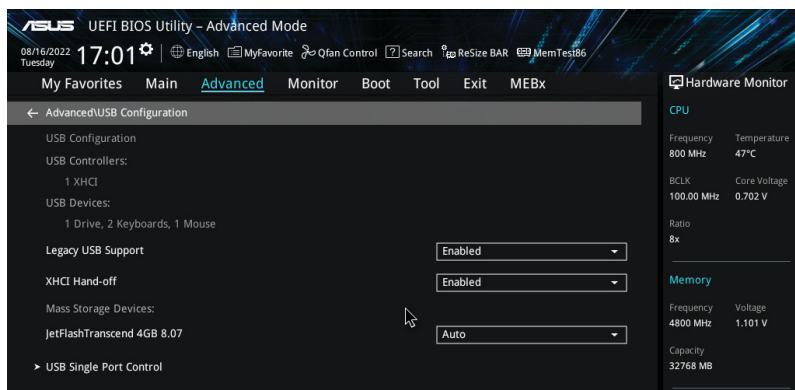 ASUS UEFI BIOS Utility – Advanced Mode
08/16/2022 Tuesday 17:01 English MyFavorite Qfan Control ? Search ReSize BAR MemTest86
My Favorites Main Advanced Monitor Boot Tool Exit MEBx
← Advanced\USB Configuration
USB Configuration
USB Controllers:
1 XHCI
USB Devices:
1 Drive, 2 Keyboards, 1 Mouse
Legacy USB Support Enabled
XHCI Hand-off Enabled
Mass Storage Devices:
JetFlashTranscend 4GB 8.07 Auto
> USB Single Port Control
Hardware Monitor
CPU
Frequency Temperature
800 MHz 47°C
BCLK Core Voltage
100.00 MHz 0.702 V
Ratio
8x
Memory
Frequency Voltage
4800 MHz 1.101 V
Capacity
32768 MB